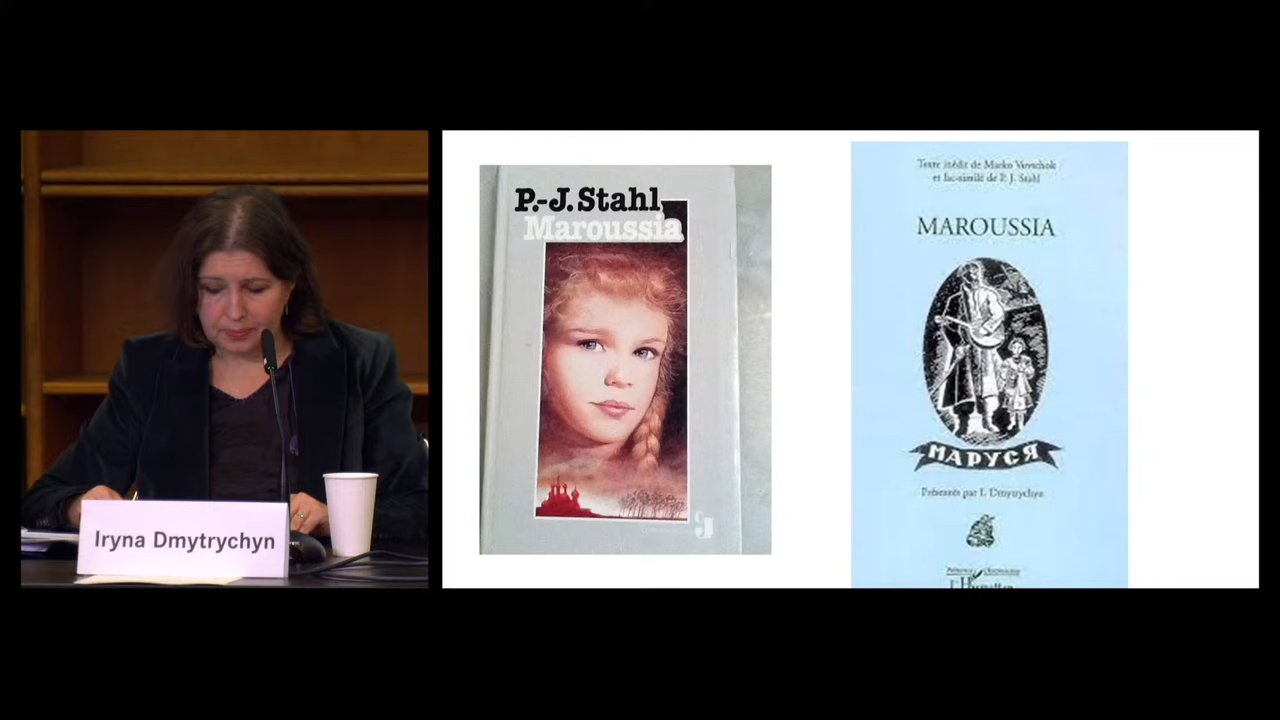 Iryna Dmytrychyn
P.-J. Stahl
Maroussia
Texte inédit de Marko Vovtchok
et fac-similé de P. J. Stahl
MAROUSSIA
МАРУСЯ
Présentés par I. Dmytrychyn